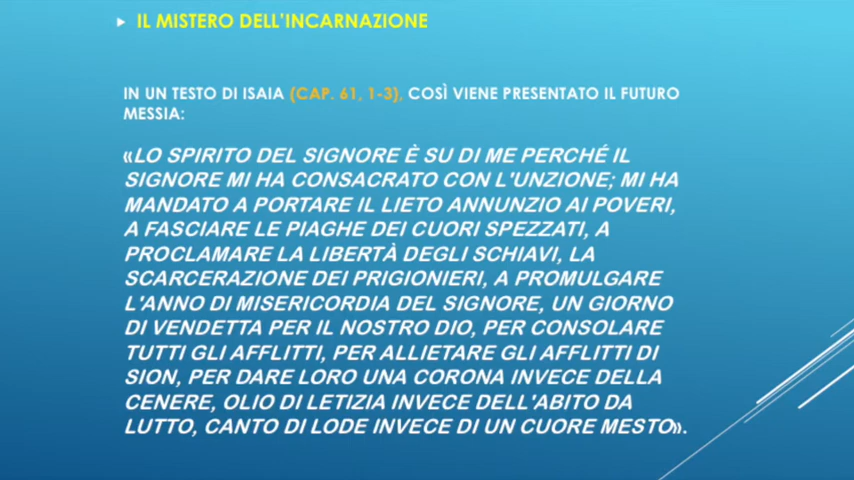 IL MISTERO DELL'INCARNAZIONE
IN UN TESTO DI ISAIA (CAP. 61, 1-3), COSÌ VIENE PRESENTATO IL FUTURO
MESSIA:
«LO SPIRITO DEL SIGNORE È SU DI ME PERCHÉ IL
SIGNORE MI HA CONSACRATO CON L'UNZIONE; MI HA
MANDATO A PORTARE IL LIETO ANNUNZIO AI POVERI,
A FASCIARE LE PIAGHE DEI CUORI SPEZZATI, A
PROCLAMARE LA LIBERTÀ DEGLI SCHIAVI, LA
SCARCERAZIONE DEI PRIGIONIERI, A PROMULGARE
L'ANNO DI MISERICORDIA DEL SIGNORE, UN GIORNO
DI VENDETTA PER IL NOSTRO DIO, PER CONSOLARE
TUTTI GLI AFFLITTI, PER ALLIETARE GLI AFFLITTI DI
SION, PER DARE LORO UNA CORONA INVECE DELLA
CENERE, OLIO DI LETIZIA INVECE DELL'ABITO DA
LUTTO, CANTO DI LODE INVECE DI UN CUORE MESTO».